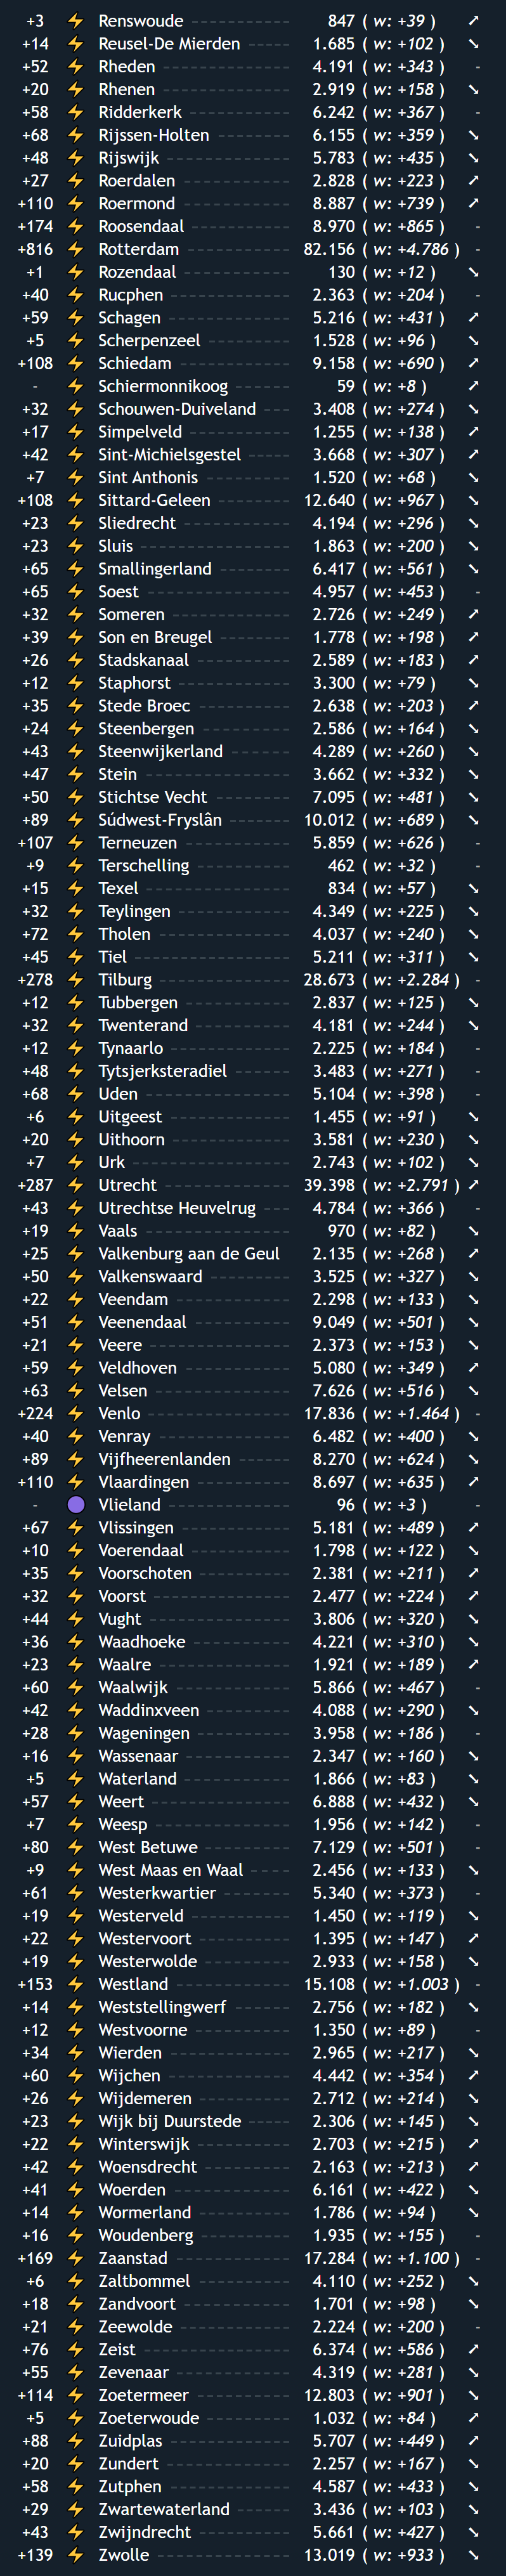 +3 ⚡ Renswoude 847 ( w: +39 ) ➚
+14 ⚡ Reusel-De Mierden 1.685 ( w: +102 ) ➘
+52 ⚡ Rheden 4.191 ( w: +343 ) -
+20 ⚡ Rhenen 2.919 ( w: +158 ) ➘
+58 ⚡ Ridderkerk 6.242 ( w: +367 ) -
+68 ⚡ Rijssen-Holten 6.155 ( w: +359 ) ➘
+48 ⚡ Rijswijk 5.783 ( w: +435 ) ➘
+27 ⚡ Roerdalen 2.828 ( w: +223 ) ➚
+110 ⚡ Roermond 8.887 ( w: +739 ) ➚
+174 ⚡ Roosendaal 8.970 ( w: +865 ) -
+816 ⚡ Rotterdam 82.156 ( w: +4.786 ) -
+1 ⚡ Rozendaal 130 ( w: +12 ) ➘
+40 ⚡ Rucphen 2.363 ( w: +204 ) -
+59 ⚡ Schagen 5.216 ( w: +431 ) ➚
+5 ⚡ Scherpenzeel 1.528 ( w: +96 ) ➘
+108 ⚡ Schiedam 9.158 ( w: +690 ) ➚
- ⚡ Schiermonnikoog 59 ( w: +8 ) ➚
+32 ⚡ Schouwen-Duiveland 3.408 ( w: +274 ) ➘
+17 ⚡ Simpelveld 1.255 ( w: +138 ) ➚
+42 ⚡ Sint-Michielsgestel 3.668 ( w: +307 ) ➚
+7 ⚡ Sint Anthonis 1.520 ( w: +68 ) ➘
+108 ⚡ Sittard-Geleen 12.640 ( w: +967 ) ➘
+23 ⚡ Sliedrecht 4.194 ( w: +296 ) ➘
+23 ⚡ Sluis 1.863 ( w: +200 ) ➘
+65 ⚡ Smallingerland 6.417 ( w: +561 ) ➘
+65 ⚡ Soest 4.957 ( w: +453 ) -
+32 ⚡ Someren 2.726 ( w: +249 ) ➚
+39 ⚡ Son en Breugel 1.778 ( w: +198 ) ➚
+26 ⚡ Stadskanaal 2.589 ( w: +183 ) ➚
+12 ⚡ Staphorst 3.300 ( w: +79 ) ➘
+35 ⚡ Stede Broec 2.638 ( w: +203 ) ➚
+24 ⚡ Steenbergen 2.586 ( w: +164 ) ➘
+43 ⚡ Steenwijkerland 4.289 ( w: +260 ) ➘
+47 ⚡ Stein 3.662 ( w: +332 ) ➘
+50 ⚡ Stichtse Vecht 7.095 ( w: +481 ) ➘
+89 ⚡ Súdwest-Fryslân 10.012 ( w: +689 ) ➘
+107 ⚡ Terneuzen 5.859 ( w: +626 ) -
+9 ⚡ Terschelling 462 ( w: +32 ) -
+15 ⚡ Texel 834 ( w: +57 ) ➘
+32 ⚡ Teylingen 4.349 ( w: +225 ) ➘
+72 ⚡ Tholen 4.037 ( w: +240 ) ➘
+45 ⚡ Tiel 5.211 ( w: +311 ) ➘
+278 ⚡ Tilburg 28.673 ( w: +2.284 ) -
+12 ⚡ Tubbergen 2.837 ( w: +125 ) ➘
+32 ⚡ Twenterand 4.181 ( w: +244 ) ➘
+12 ⚡ Tynaarlo 2.225 ( w: +184 ) -
+48 ⚡ Tytsjerksteradiel 3.483 ( w: +271 ) -
+68 ⚡ Uden 5.104 ( w: +398 ) -
+6 ⚡ Uitgeest 1.455 ( w: +91 ) ➘
+20 ⚡ Uithoorn 3.581 ( w: +230 ) ➘
+7 ⚡ Urk 2.743 ( w: +102 ) ➘
+287 ⚡ Utrecht 39.398 ( w: +2.791 ) ➚
+43 ⚡ Utrechtse Heuvelrug 4.784 ( w: +366 ) -
+19 ⚡ Vaals 970 ( w: +82 ) ➘
+25 ⚡ Valkenburg aan de Geul 2.135 ( w: +268 ) ➚
+50 ⚡ Valkenswaard 3.525 ( w: +327 ) ➘
+22 ⚡ Veendam 2.298 ( w: +133 ) ➘
+51 ⚡ Veenendaal 9.049 ( w: +501 ) ➘
+21 ⚡ Veere 2.373 ( w: +153 ) ➘
+59 ⚡ Veldhoven 5.080 ( w: +349 ) ➚
+63 ⚡ Velsen 7.626 ( w: +516 ) ➘
+224 ⚡ Venlo 17.836 ( w: +1.464 ) -
+40 ⚡ Venray 6.482 ( w: +400 ) ➘
+89 ⚡ Vijfheerenlanden 8.270 ( w: +624 ) ➘
+110 ⚡ Vlaardingen 8.697 ( w: +635 ) ➚
- 🟣 Vlieland 96 ( w: +3 ) -
+67 ⚡ Vlissingen 5.181 ( w: +489 ) ➚
+10 ⚡ Voerendaal 1.798 ( w: +122 ) ➘
+35 ⚡ Voorschoten 2.381 ( w: +211 ) ➚
+32 ⚡ Voorst 2.477 ( w: +224 ) ➚
+44 ⚡ Vught 3.806 ( w: +320 ) ➘
+36 ⚡ Waadhoeke 4.221 ( w: +310 ) ➘
+23 ⚡ Waalre 1.921 ( w: +189 ) ➚
+60 ⚡ Waalwijk 5.866 ( w: +467 ) -
+42 ⚡ Waddinxveen 4.088 ( w: +290 ) ➘
+28 ⚡ Wageningen 3.958 ( w: +186 ) -
+16 ⚡ Wassenaar 2.347 ( w: +160 ) ➘
+5 ⚡ Waterland 1.866 ( w: +83 ) ➘
+57 ⚡ Weert 6.888 ( w: +432 ) ➘
+7 ⚡ Weesp 1.956 ( w: +142 ) -
+80 ⚡ West Betuwe 7.129 ( w: +501 ) -
+9 ⚡ West Maas en Waal 2.456 ( w: +133 ) ➘
+61 ⚡ Westerkwartier 5.340 ( w: +373 ) -
+19 ⚡ Westerveld 1.450 ( w: +119 ) ➘
+22 ⚡ Westervoort 1.395 ( w: +147 ) ➚
+19 ⚡ Westerwolde 2.933 ( w: +158 ) ➘
+153 ⚡ Westland 15.108 ( w: +1.003 ) -
+14 ⚡ Weststellingwerf 2.756 ( w: +182 ) ➘
+12 ⚡ Westvoorne 1.350 ( w: +89 ) -
+34 ⚡ Wierden 2.965 ( w: +217 ) ➘
+60 ⚡ Wijchen 4.442 ( w: +354 ) ➚
+26 ⚡ Wijdemeren 2.712 ( w: +214 ) ➘
+23 ⚡ Wijk bij Duurstede 2.306 ( w: +145 ) ➘
+22 ⚡ Winterswijk 2.703 ( w: +215 ) ➚
+42 ⚡ Woensdrecht 2.163 ( w: +213 ) ➚
+41 ⚡ Woerden 6.161 ( w: +422 ) ➘
+14 ⚡ Wormerland 1.786 ( w: +94 ) ➘
+16 ⚡ Woudenberg 1.935 ( w: +155 ) -
+169 ⚡ Zaanstad 17.284 ( w: +1.100 ) -
+6 ⚡ Zaltbommel 4.110 ( w: +252 ) ➘
+18 ⚡ Zandvoort 1.701 ( w: +98 ) ➘
+21 ⚡ Zeewolde 2.224 ( w: +200 ) -
+76 ⚡ Zeist 6.374 ( w: +586 ) ➚
+55 ⚡ Zevenaar 4.319 ( w: +281 ) ➘
+114 ⚡ Zoetermeer 12.803 ( w: +901 ) ➘
+5 ⚡ Zoeterwoude 1.032 ( w: +84 ) ➚
+88 ⚡ Zuidplas 5.707 ( w: +449 ) ➚
+20 ⚡ Zundert 2.257 ( w: +167 ) ➘
+58 ⚡ Zutphen 4.587 ( w: +433 ) ➘
+29 ⚡ Zwartewaterland 3.436 ( w: +103 ) ➘
+43 ⚡ Zwijndrecht 5.661 ( w: +427 ) ➘
+139 ⚡ Zwolle 13.019 ( w: +933 ) ➘